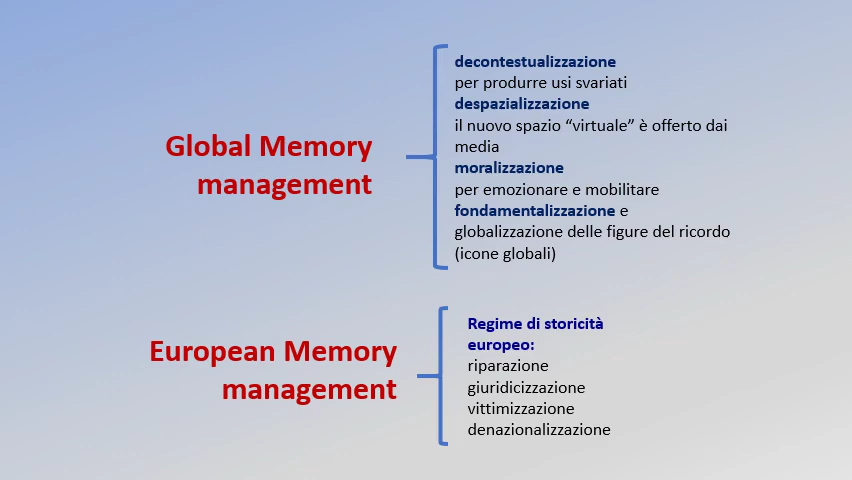 Global Memory
management
decontestualizzazione
per produrre usi svariati
despazializzazione
il nuovo spazio “virtuale” è offerto dai
media
moralizzazione
per emozionare e mobilitare
fondamentalizzazione e
globalizzazione delle figure del ricordo
(icone globali)
European Memory
management
Regime di storicità
europeo:
riparazione
giuridicizzazione
vittimizzazione
denazionalizzazione